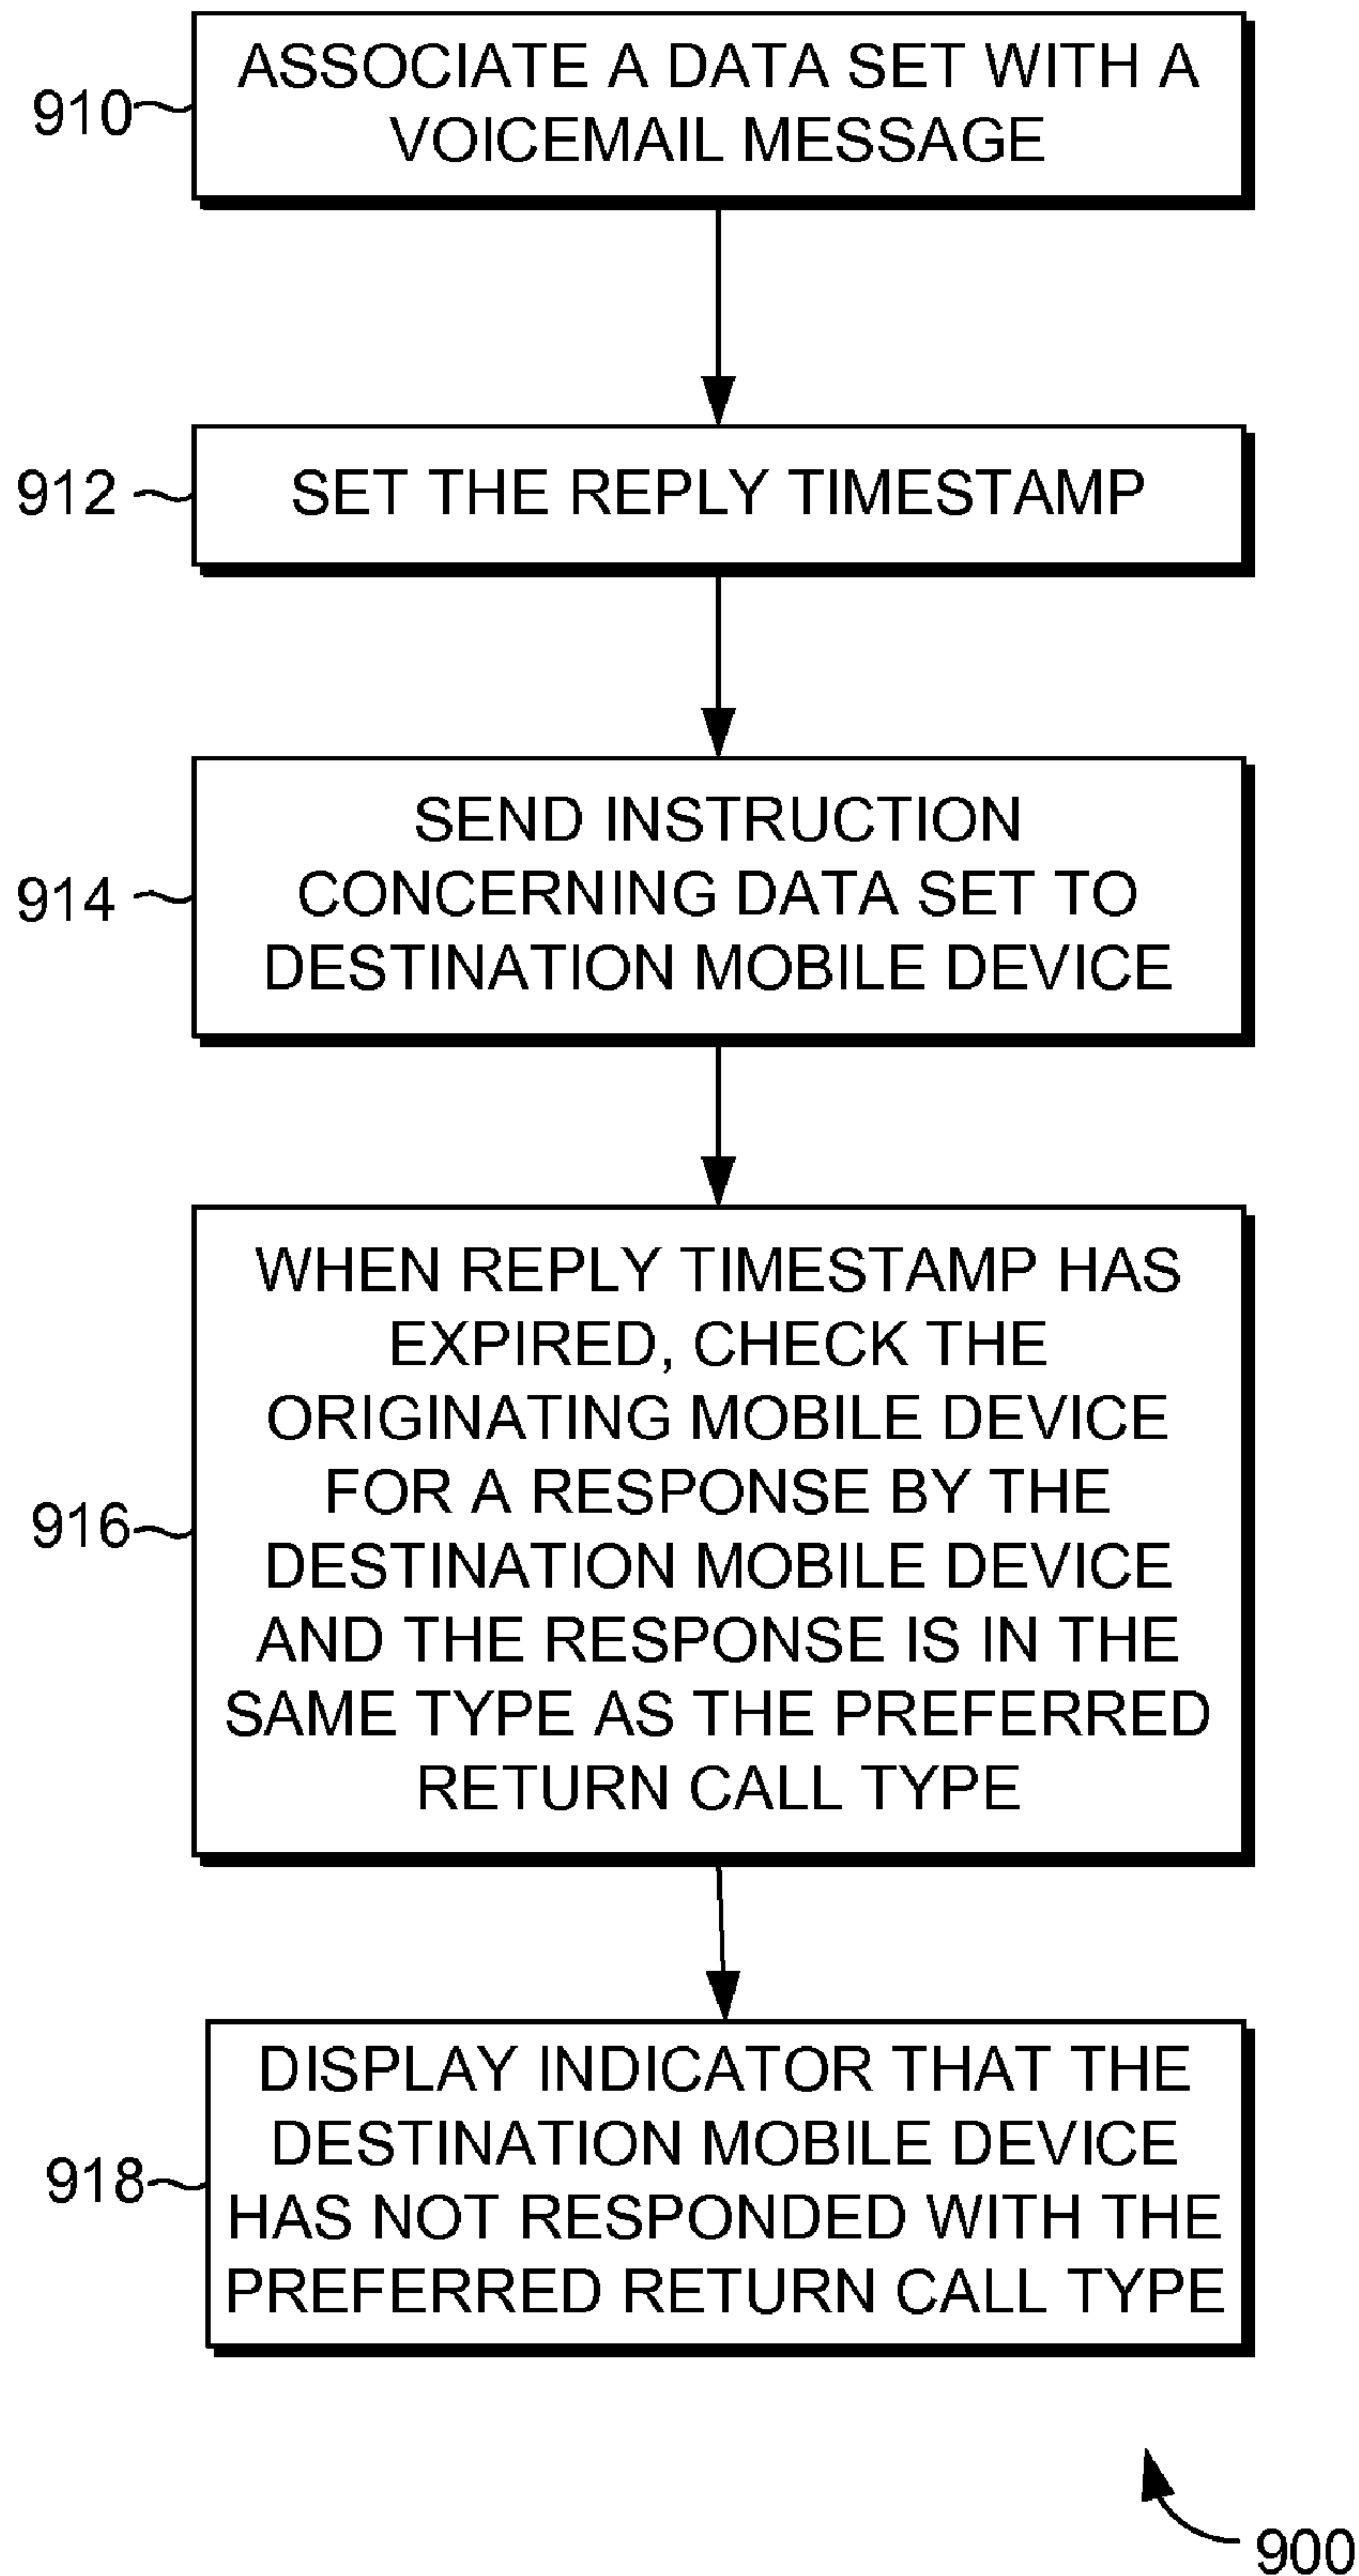 910
ASSOCIATE A DATA SET WITH A
VOICEMAIL MESSAGE
912
SET THE REPLY TIMESTAMP
914
SEND INSTRUCTION
CONCERNING DATA SET TO
DESTINATION MOBILE DEVICE
916
WHEN REPLY TIMESTAMP HAS
EXPIRED, CHECK THE
ORIGINATING MOBILE DEVICE
FOR A RESPONSE BY THE
DESTINATION MOBILE DEVICE
AND THE RESPONSE IS IN THE
SAME TYPE AS THE PREFERRED
RETURN CALL TYPE
918
DISPLAY INDICATOR THAT THE
DESTINATION MOBILE DEVICE
HAS NOT RESPONDED WITH THE
PREFERRED RETURN CALL TYPE
900